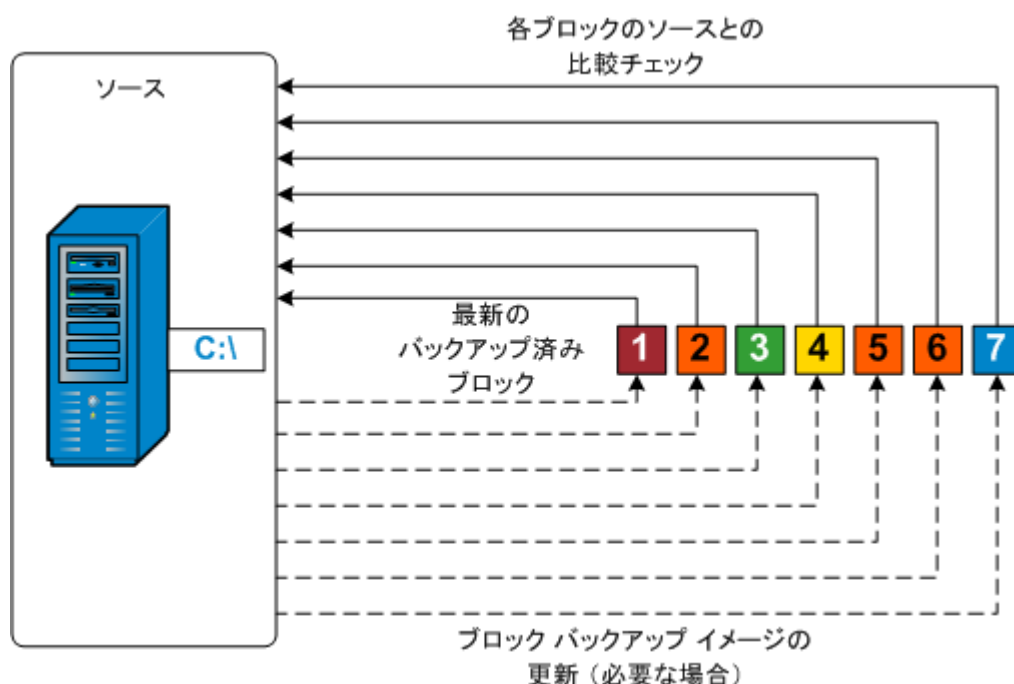 各ブロックのソースとの
比較チェック
ソース
C:\
最新の
バックアップ済み
ブロック
1 2 3 4 5 6 7
ブロック バックアップ イメージの
更新（必要な場合）